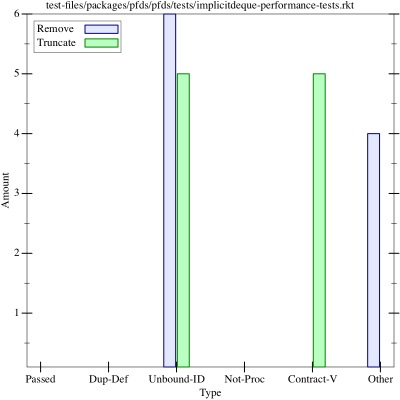 test-files/packages/pfds/pfds/tests/implicitdeque-performance-tests.rkt
Remove
Truncate
6
5
4
3
2
1
Amount
Passed Dup-Def Unbound-ID Not-Proc Contract-V Other
Type